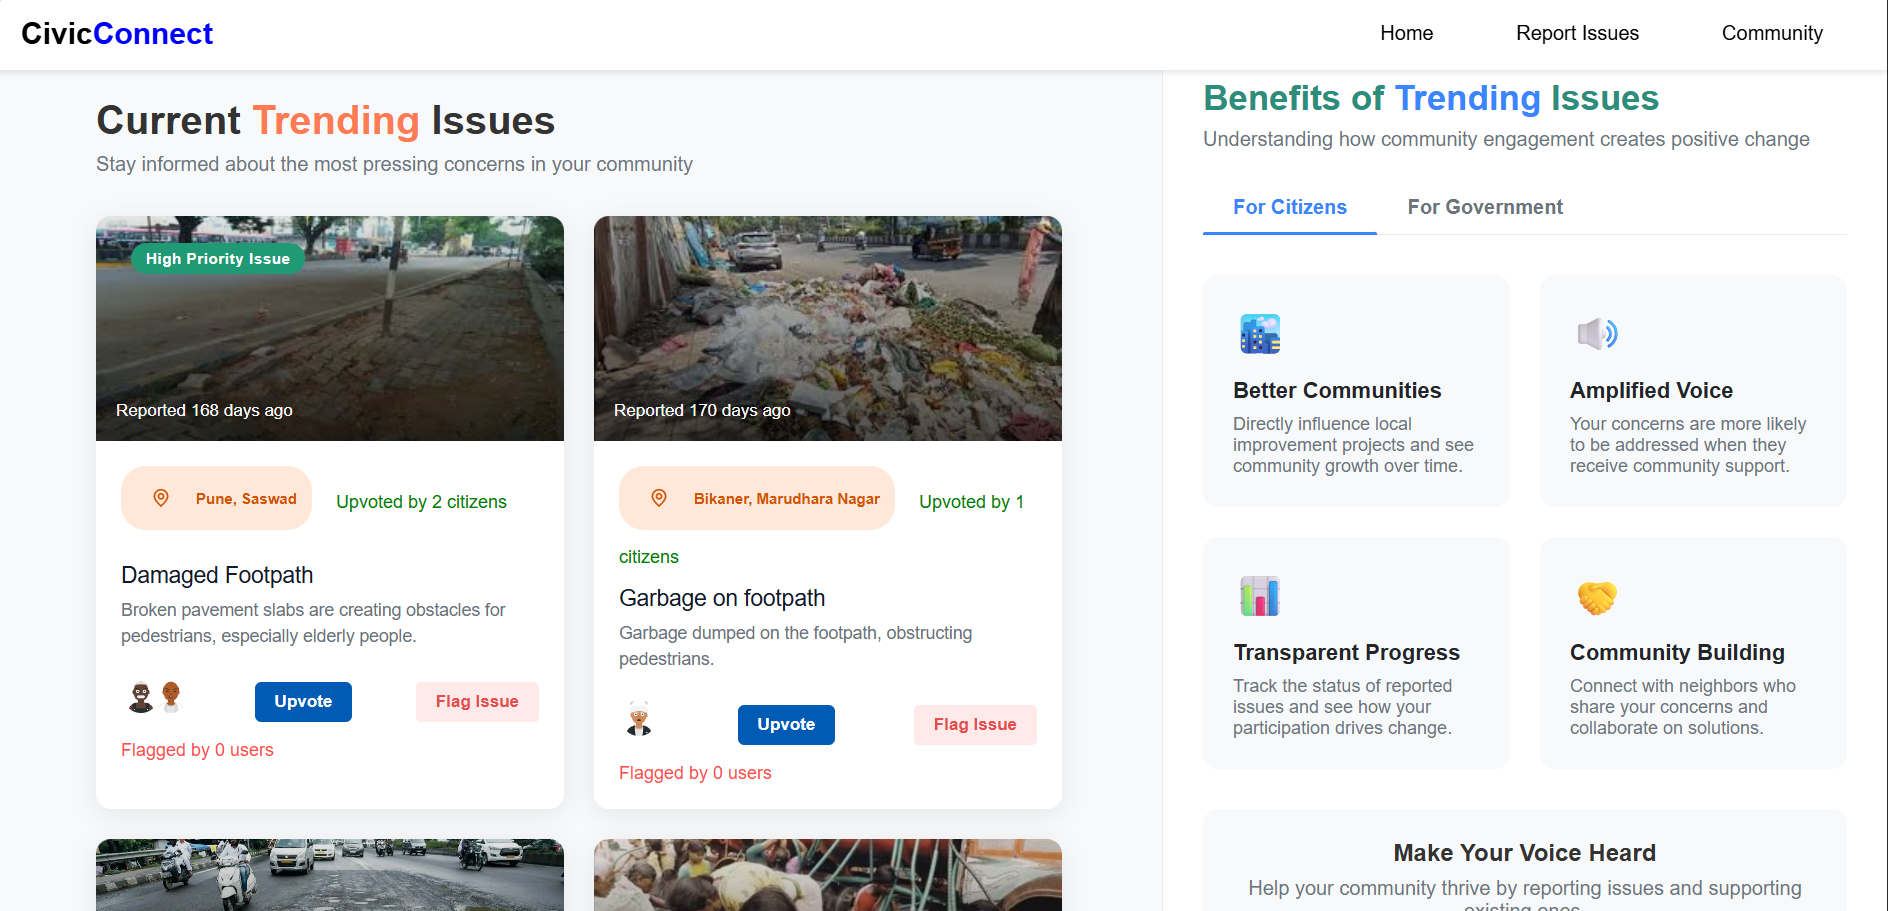 CivicConnect
Home
Report Issues
Community
Current Trending Issues
Stay informed about the most pressing concerns in your community
High Priority Issue
Reported 168 days ago
Pune, Saswad
Upvoted by 2 citizens
Damaged Footpath
Broken pavement slabs are creating obstacles for
pedestrians, especially elderly people.
Upvote
Flag Issue
Flagged by 0 users
Reported 170 days ago
Bikaner, Marudhara Nagar
Upvoted by 1
citizens
Garbage on footpath
Garbage dumped on the footpath, obstructing
pedestrians.
Upvote
Flag Issue
Flagged by 0 users
Benefits of Trending Issues
Understanding how community engagement creates positive change
For Citizens
For Government
Better Communities
Directly influence local
improvement projects and see
community growth over time.
Amplified Voice
Your concerns are more likely
to be addressed when they
receive community support.
Transparent Progress
Track the status of reported
issues and see how your
participation drives change.
Community Building
Connect with neighbors who
share your concerns and
collaborate on solutions.
Make Your Voice Heard
Help your community thrive by reporting issues and supporting
existing ones